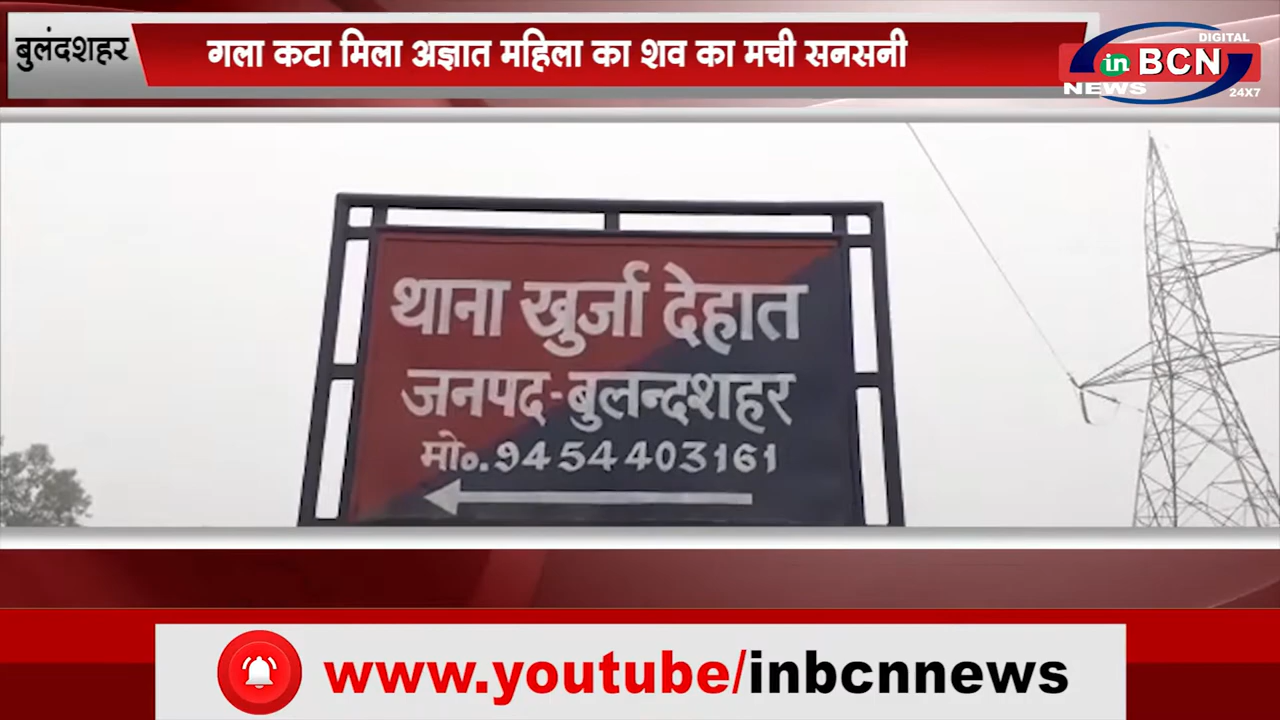 बुलंदशहर
गला कटा मिला अज्ञात महिला का शव का मची सनसनी
DIGITAL
in BCN
NEWS
24X7
थाना खुर्जा देहात
जनपद-बुलन्दशहर
मो०.9454403161
www.youtube/inbcnnews